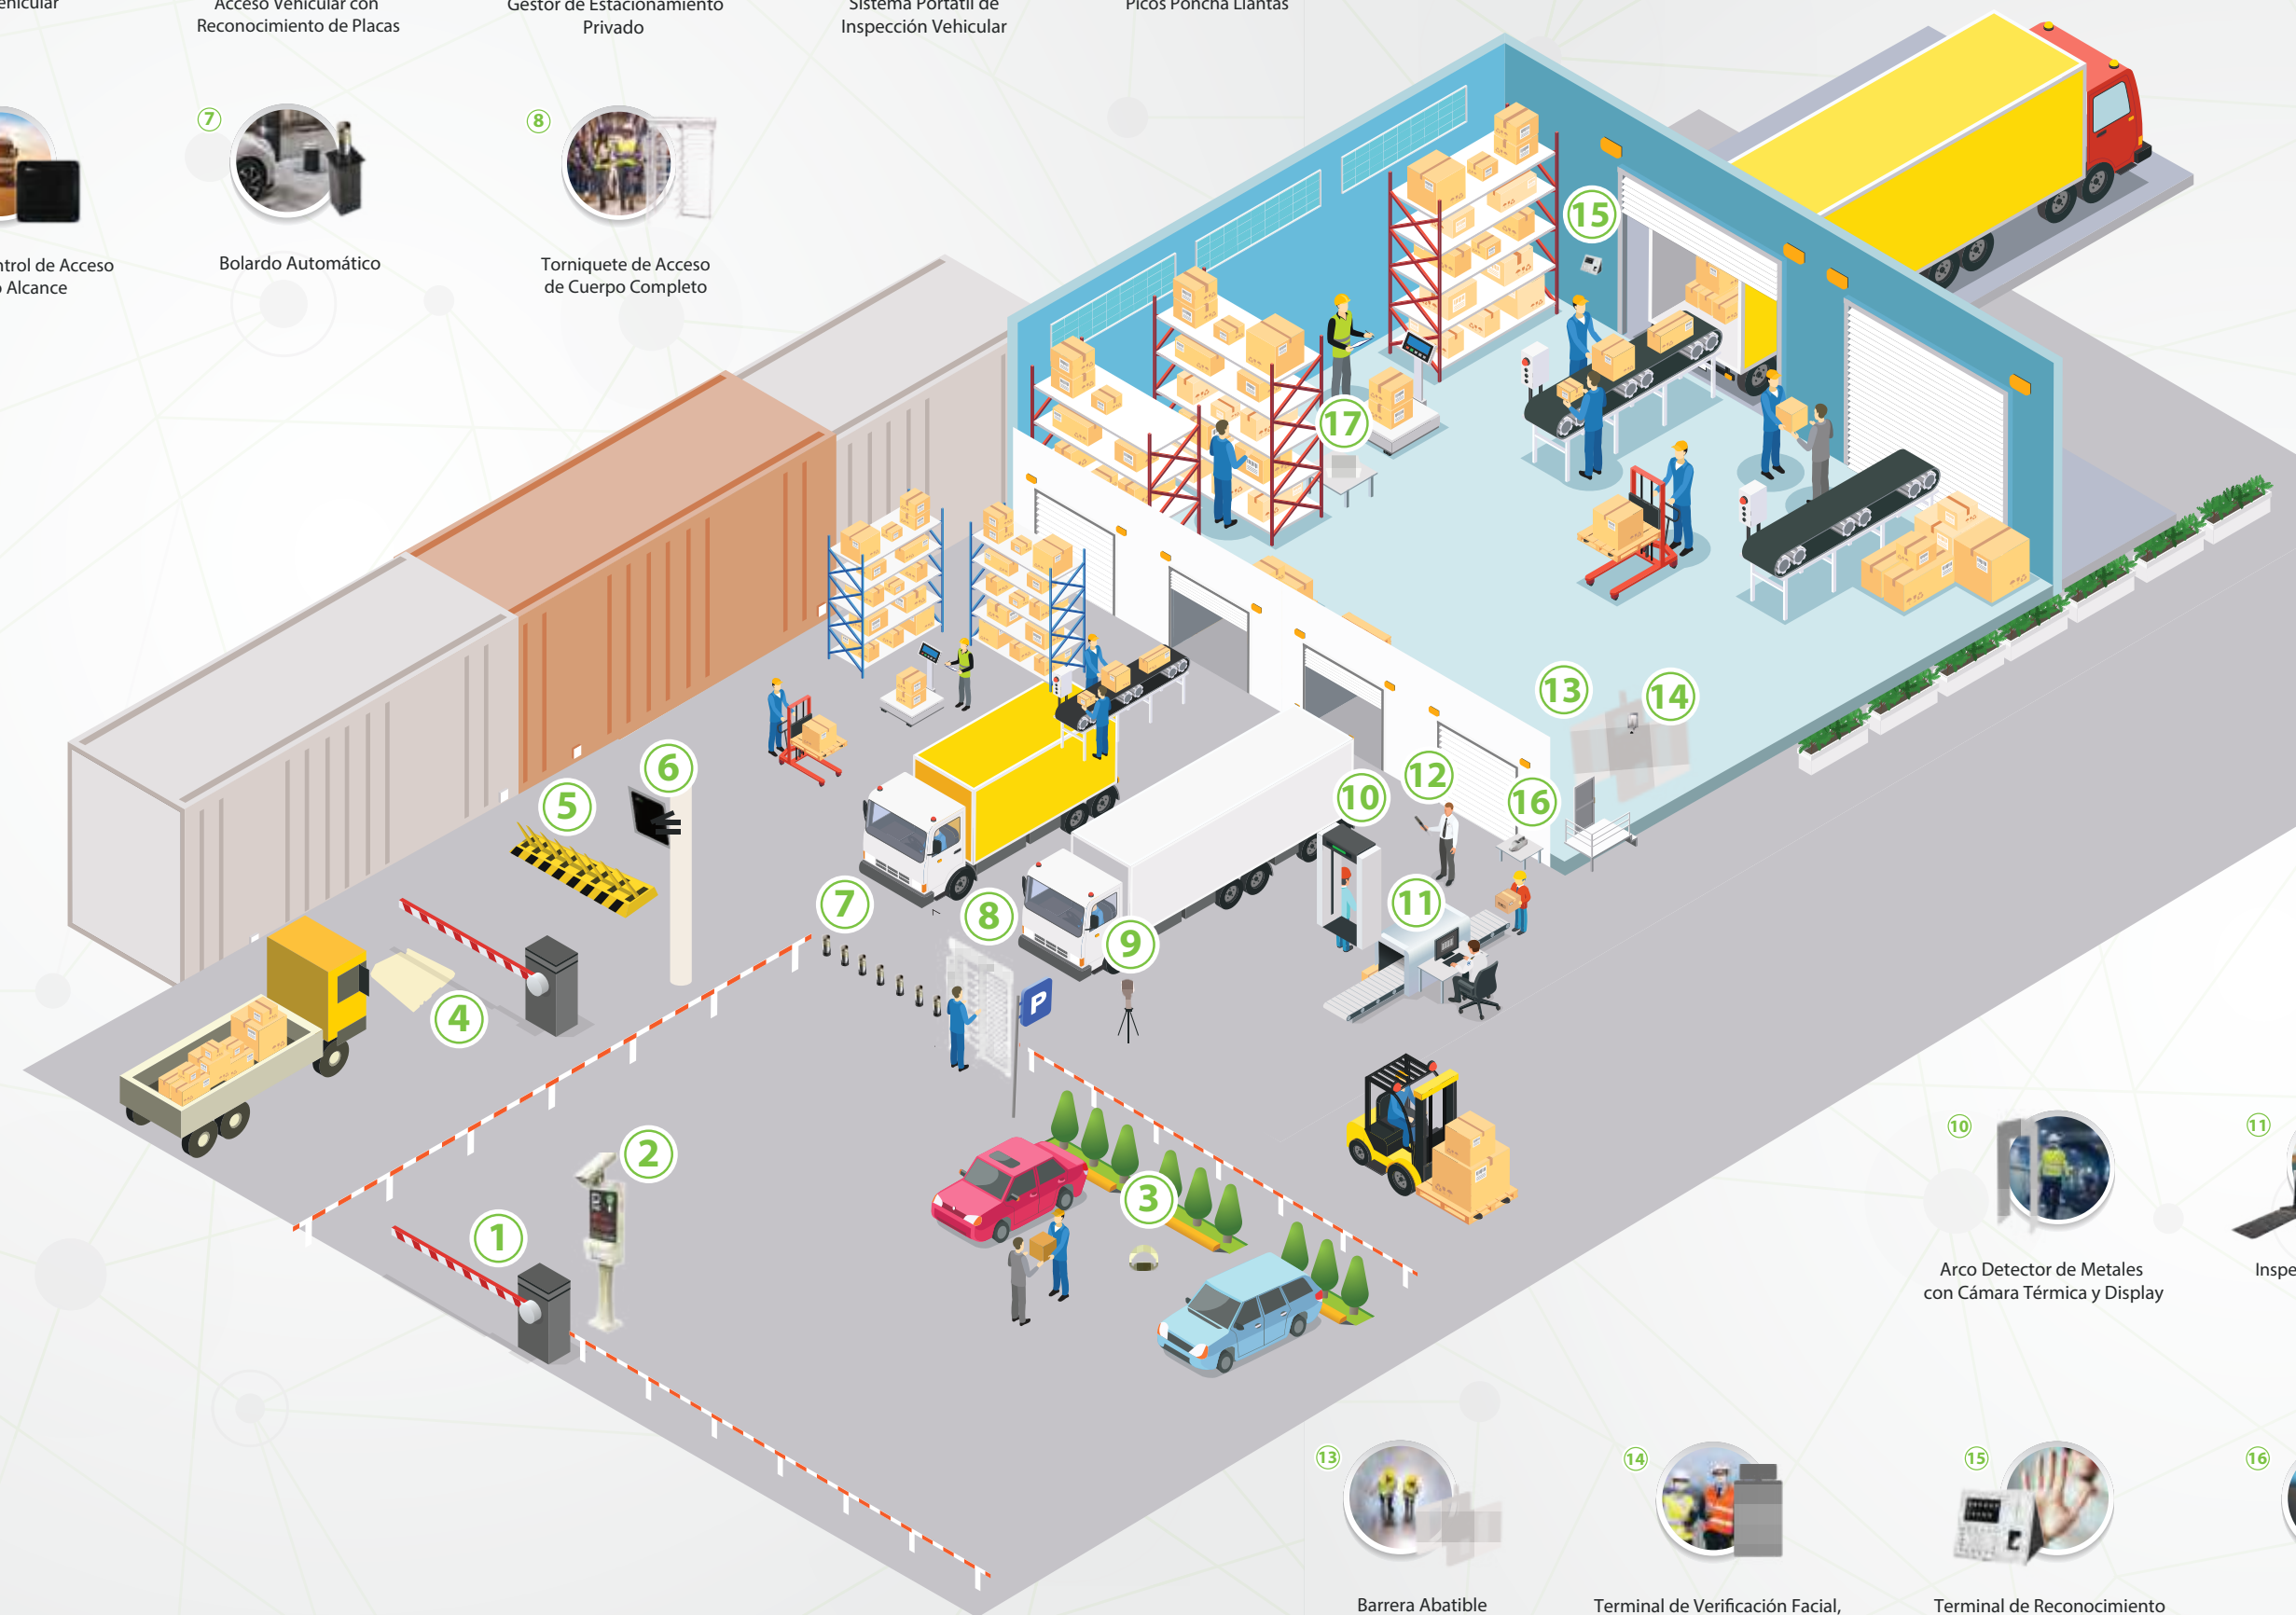 Acceso Vehicular con
Reconocimiento de Placas
Gestor de Estacionamiento
Privado
Sistema Portátil de
Inspección Vehicular
Picos Poncha Llantas
7
Bolardo Automático
8
Torniquete de Acceso
de Cuerpo Completo
de Acceso
Alcance
15
17
13
14
6
5
12
10
16
7
8
11
9
4
P
2
3
1
10
Arco Detector de Metales
con Cámara Térmica y Display
11
13
Barrera Abatible
14
Terminal de Verificación Facial,
15
Terminal de Reconocimiento
16